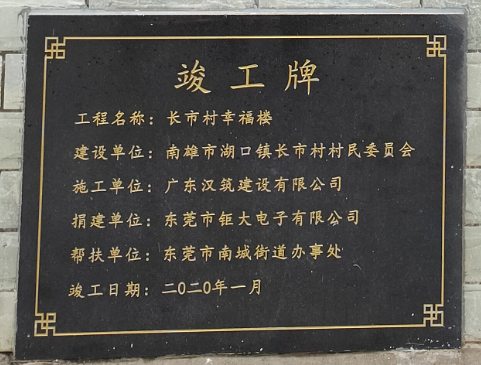 竣工牌
工程名称：长市村幸福楼
建设单位：南雄市湖口镇长市村村民委员会
施工单位：广东汉筑建设有限公司
捐建单位：东莞市钜大电子有限公司
帮扶单位：东莞市南城街道办事处
竣工日期：二〇二〇年一月